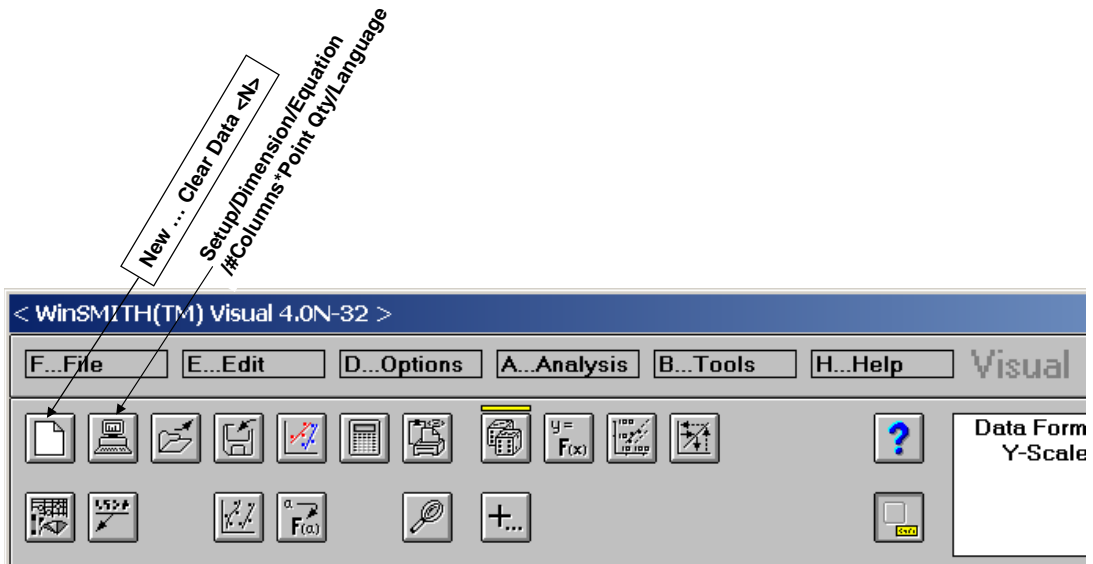 New … Clear Data <N>
Setup/Dimension/Equation
/#Columns*Point Qty/Language
< WinSMITH(TM) Visual 4.0N-32 >
F...File E...Edit D...Options A...Analysis B...Tools H...Help Visual
y=
F(x)
?
Data Form
Y-Scale
a
F(a)
+...